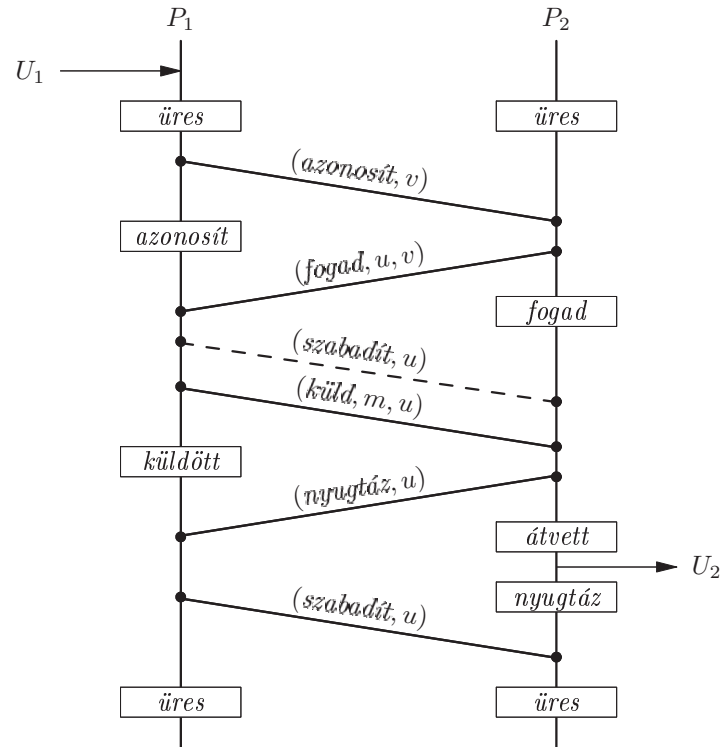 P1 P2
U1
üres üres
(azonosít, v)
azonosít
(fogad, u, v)
fogad
(szabadít, u)
(küld, m, u)
küldött
(nyugtáz, u)
átvett
U2
nyugtáz
(szabadít, u)
üres üres